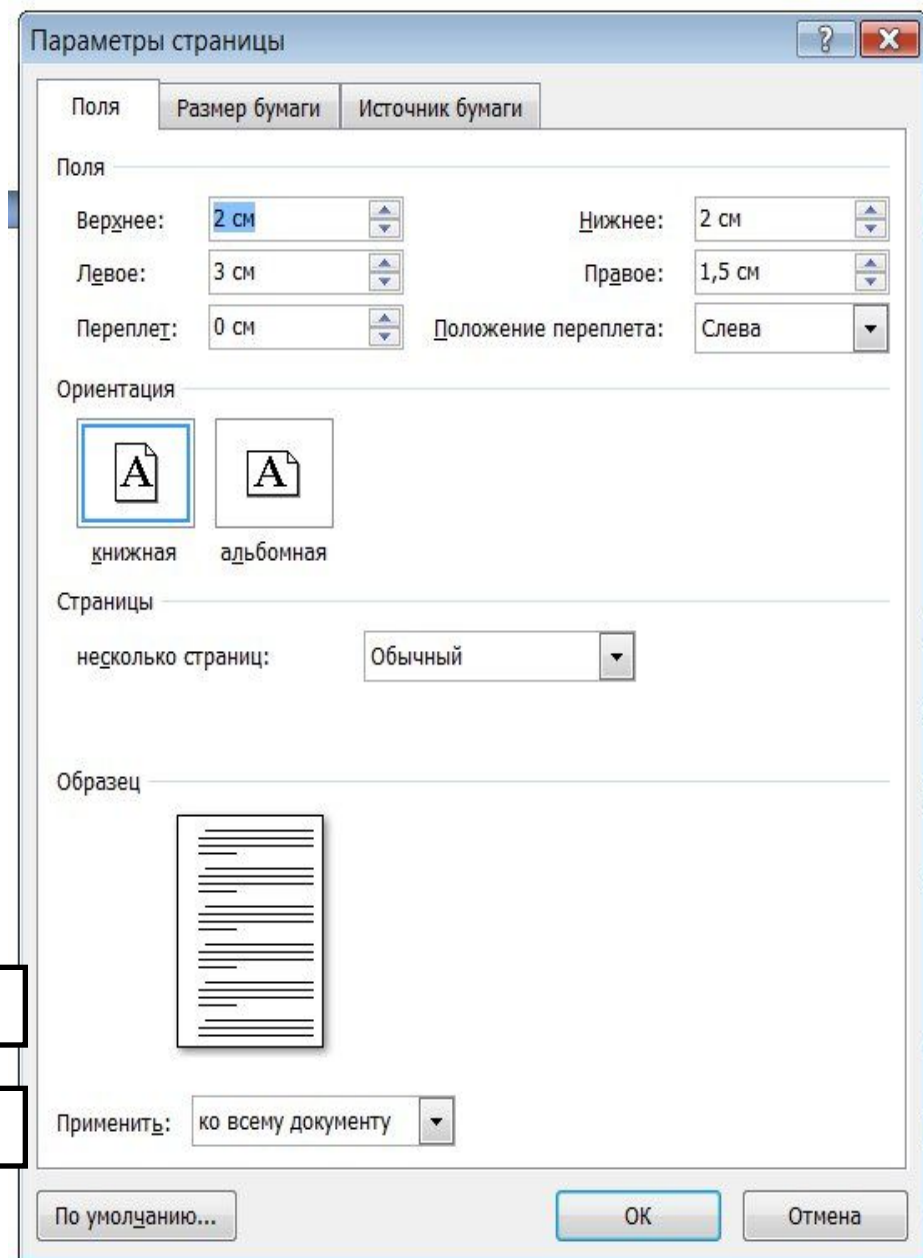 Параметры страницы
Поля Размер бумаги Источник бумаги
Поля
Верхнее: 2 см Нижнее: 2 см
Левое: 3 см Правое: 1,5 см
Переплет: 0 см Положение переплета: Слева
Ориентация
A A
книжная альбомная
Страницы
несколько страниц: Обычный
Образец
Применить: ко всему документу
По умолчанию... ОК Отмена